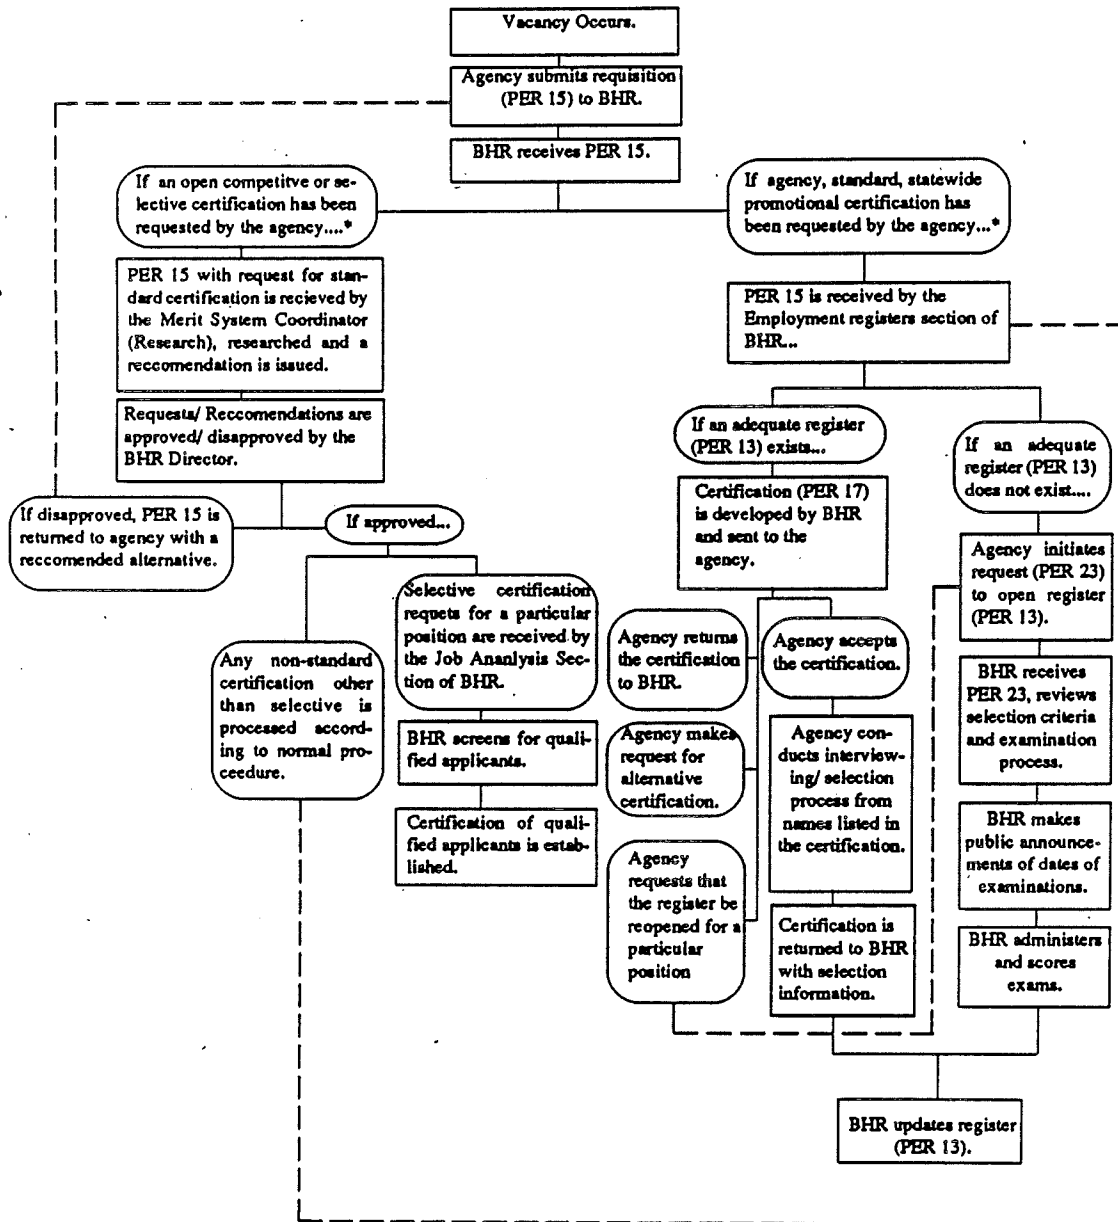 Vacancy Occurs.
Agency submits requisition
(PER 15) to BHR.
BHR receives PER 15.
If an open competitve or se-
lective certification has been
requested by the agency....*
PER 15 with request for stan-
dard certification is recieved by
the Merit System Coordinator
(Research), researched and a
reccomendation is issued.
Requests/ Reccomendations are
approved/ disapproved by the
BHR Director.
If disapproved, PER 15 is
returned to agency with a
reccomended alternative.
If approved...
Any non-standard
certification other
than selective is
processed accord-
ing to normal pro-
ceedure.
Selective certification
requets for a particular
position are received by
the Job Ananlysis Sec-
tion of BHR.
BHR screens for quali-
fied applicants.
Certification of quali-
fied applicants is estab-
lished.
If agency, standard, statewide
promotional certification has
been requested by the agency...*
PER 15 is received by the
Employment registers section of
BHR...
If an adequate register
(PER 13) exists...
Certification (PER 17)
is developed by BHR
and sent to the
agency.
Agency returns
the certification
to BHR.
Agency makes
request for
alternative
certification.
Agency
requests that
the register be
reopened for a
particular
position
Agency accepts
the certification.
Agency con-
ducts interview-
ing/ selection
process from
names listed in
the certification.
Certification is
returned to BHR
with selection
information.
If an adequate
register (PER 13)
does not exist....
Agency initiates
request (PER 23)
to open register
(PER 13).
BHR receives
PER 23, reviews
selection criteria
and examination
process.
BHR makes
public announce-
ments of dates of
examinations.
BHR administers
and scores
exams.
BHR updates register
(PER 13).